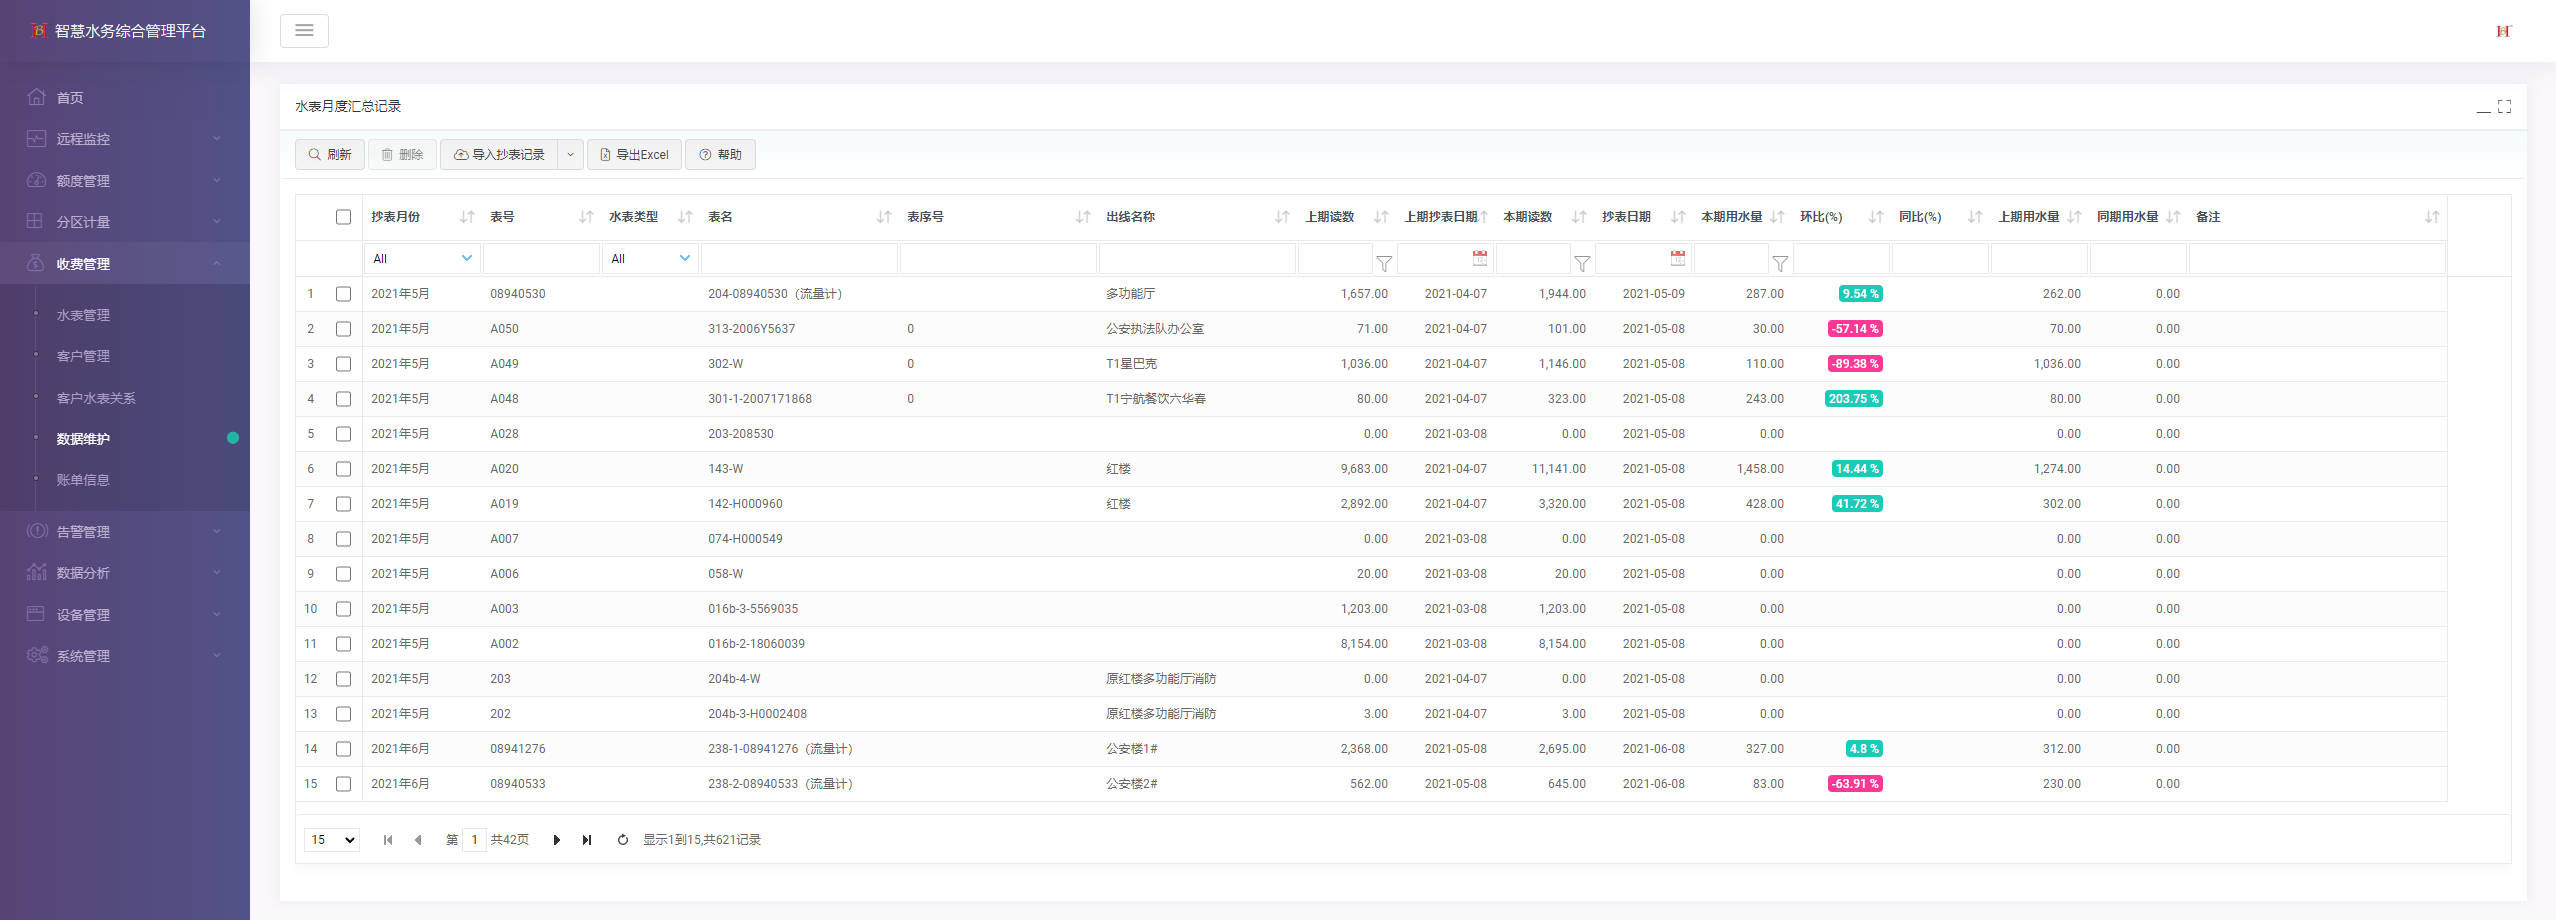 智慧水务综合管理平台
首页
远程监控
额度管理
分区计量
收费管理
水表管理
客户管理
客户水表关系
数据维护
账单信息
告警管理
数据分析
设备管理
系统管理
水表月度汇总记录
刷新 删除 导入抄表记录 导出Excel 帮助
抄表月份 表号 水表类型 表名 表序号 出线名称 上期读数 上期抄表日期 本期读数 抄表日期 本期用水量 环比(%) 同比(%) 上期用水量 同期用水量 备注
All All
1 2021年5月 08940530 204-08940530（流量计） 多功能厅 1,657.00 2021-04-07 1,944.00 2021-05-09 287.00 9.54 % 262.00 0.00
2 2021年5月 A050 313-2006Y5637 0 公安执法队办公室 71.00 2021-04-07 101.00 2021-05-08 30.00 -57.14 % 70.00 0.00
3 2021年5月 A049 302-W 0 T1星巴克 1,036.00 2021-04-07 1,146.00 2021-05-08 110.00 -89.38 % 1,036.00 0.00
4 2021年5月 A048 301-1-2007171868 0 T1宁航餐饮六华春 80.00 2021-04-07 323.00 2021-05-08 243.00 203.75 % 80.00 0.00
5 2021年5月 A028 203-208530 0.00 2021-03-08 0.00 2021-05-08 0.00 0.00 0.00
6 2021年5月 A020 143-W 红楼 9,683.00 2021-04-07 11,141.00 2021-05-08 1,458.00 14.44 % 1,274.00 0.00
7 2021年5月 A019 142-H000960 红楼 2,892.00 2021-04-07 3,320.00 2021-05-08 428.00 41.72 % 302.00 0.00
8 2021年5月 A007 074-H000549 0.00 2021-03-08 0.00 2021-05-08 0.00 0.00 0.00
9 2021年5月 A006 058-W 20.00 2021-03-08 20.00 2021-05-08 0.00 0.00 0.00
10 2021年5月 A003 016b-3-5569035 1,203.00 2021-03-08 1,203.00 2021-05-08 0.00 0.00 0.00
11 2021年5月 A002 016b-2-18060039 8,154.00 2021-03-08 8,154.00 2021-05-08 0.00 0.00 0.00
12 2021年5月 203 204b-4-W 原红楼多功能厅消防 0.00 2021-04-07 0.00 2021-05-08 0.00 0.00 0.00
13 2021年5月 202 204b-3-H0002408 原红楼多功能厅消防 3.00 2021-04-07 3.00 2021-05-08 0.00 0.00 0.00
14 2021年6月 08941276 238-1-08941276（流量计） 公安楼1# 2,368.00 2021-05-08 2,695.00 2021-06-08 327.00 4.8 % 312.00 0.00
15 2021年6月 08940533 238-2-08940533（流量计） 公安楼2# 562.00 2021-05-08 645.00 2021-06-08 83.00 -63.91 % 230.00 0.00
15 第 1 共42页 显示1到15,共621记录